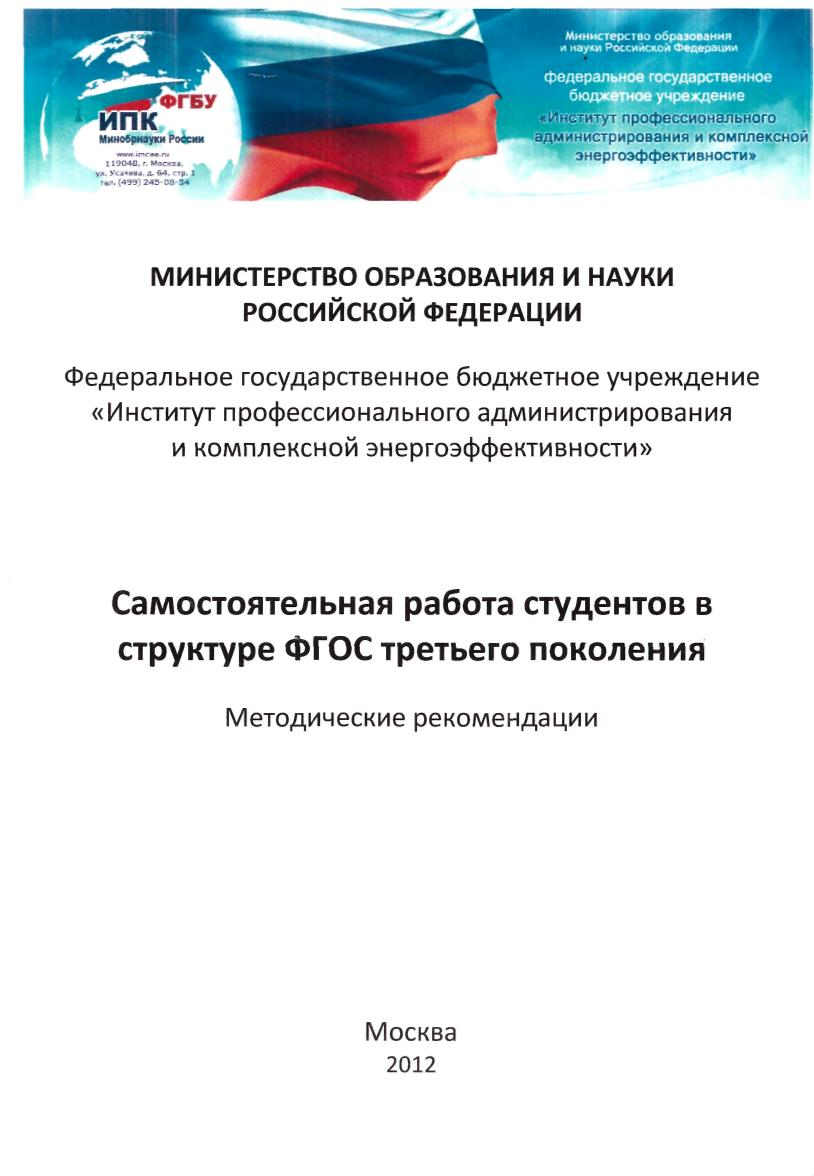 ФГБУ
ИПК
Минобрнауки России
www.imcee.ru
119048, г. Москва,
ул. Усачева, д. 64, стр. 1
тел. (499) 245-08-34
Министерство образования
и науки Российской Федерации
федеральное государственное
бюджетное учреждение
«Институт профессионального
администрирования и комплексной
энергоэффективности»
МИНИСТЕРСТВО ОБРАЗОВАНИЯ И НАУКИ
РОССИЙСКОЙ ФЕДЕРАЦИИ
Федеральное государственное бюджетное учреждение
«Институт профессионального администрирования
и комплексной энергоэффективности»
Самостоятельная работа студентов в
структуре ФГОС третьего поколения
Методические рекомендации
Москва
2012